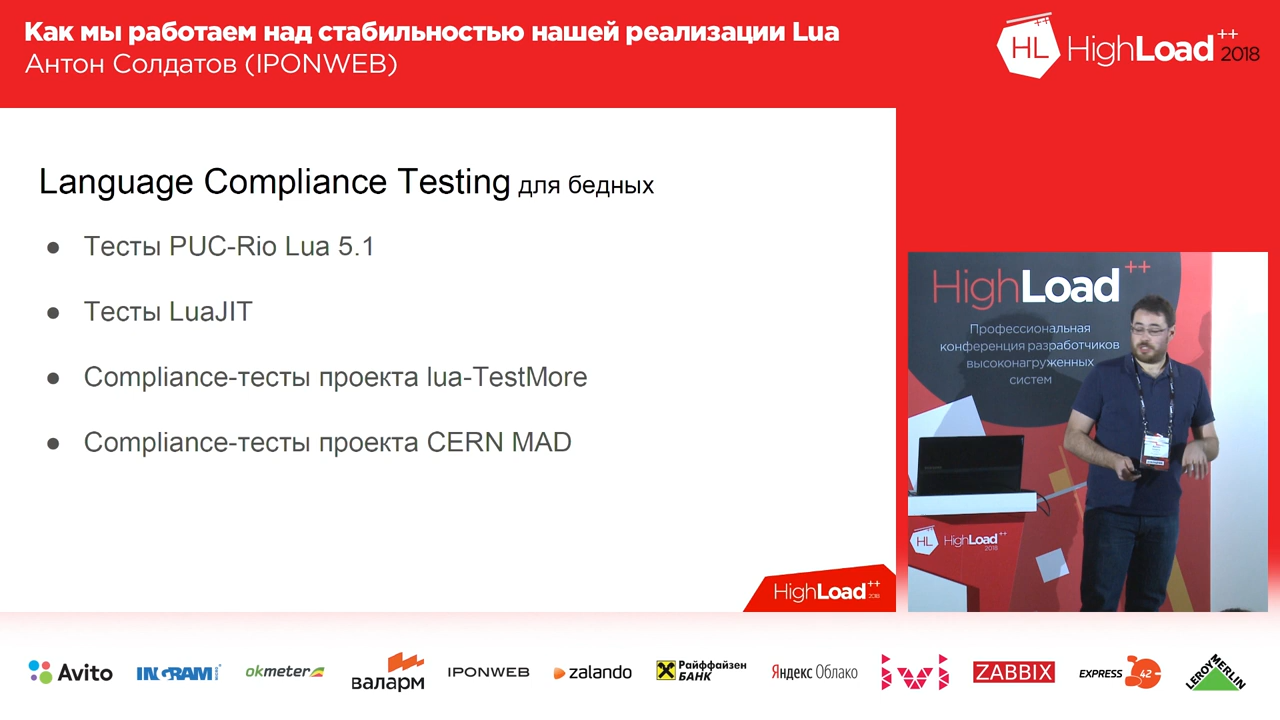 Как мы работаем над стабильностью нашей реализации Lua
Антон Солдатов (IPONWEB)
HL HighLoad++ 2018
Language Compliance Testing для бедных
● Тесты PUC-Rio Lua 5.1
● Тесты LuaJIT
● Compliance-тесты проекта lua-TestMore
● Compliance-тесты проекта CERN MAD
HighLoad++ 2018
HighLoad++
Профессиональная
конференция разработчиков
высоконагруженных
систем
HL HighLoad++ 2018
Avito
INGRAM
okmeter
валарм
IPONWEB
zalando
Райффайзен
БАНК
Яндекс Облако
ivi
ZABBIX
EXPRESS 42
LEROY MERLIN